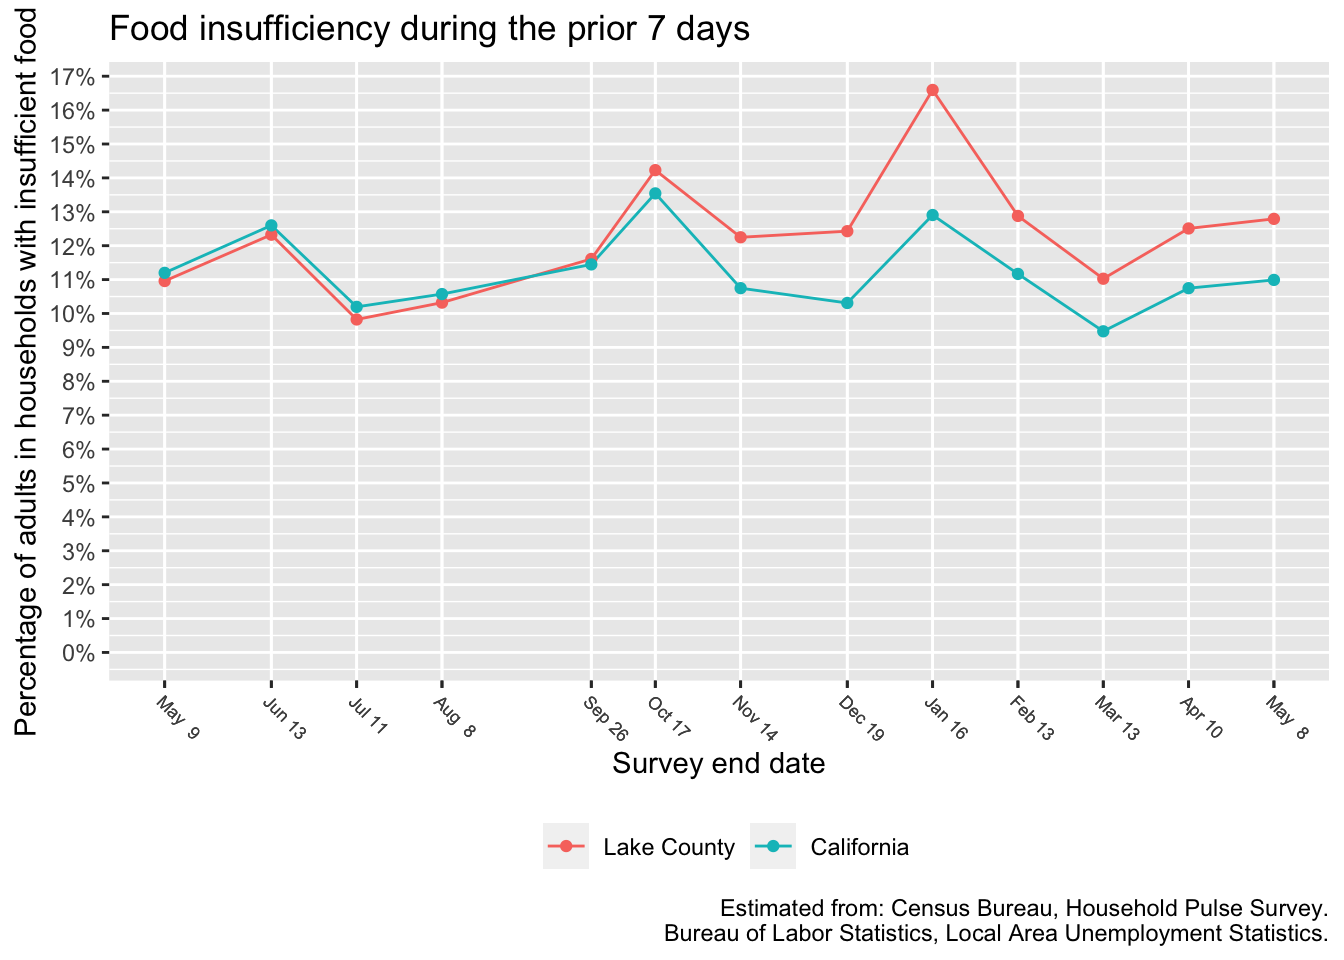 Food insufficiency during the prior 7 days
Percentage of adults in households with insufficient food
17%
16%
15%
14%
13%
12%
11%
10%
9%
8%
7%
6%
5%
4%
3%
2%
1%
0%
May 9
Jun 13
Jul 11
Aug 8
Sep 26
Oct 17
Nov 14
Dec 19
Jan 16
Feb 13
Mar 13
Apr 10
May 8
Survey end date
Lake County
California
Estimated from: Census Bureau, Household Pulse Survey.
Bureau of Labor Statistics, Local Area Unemployment Statistics.